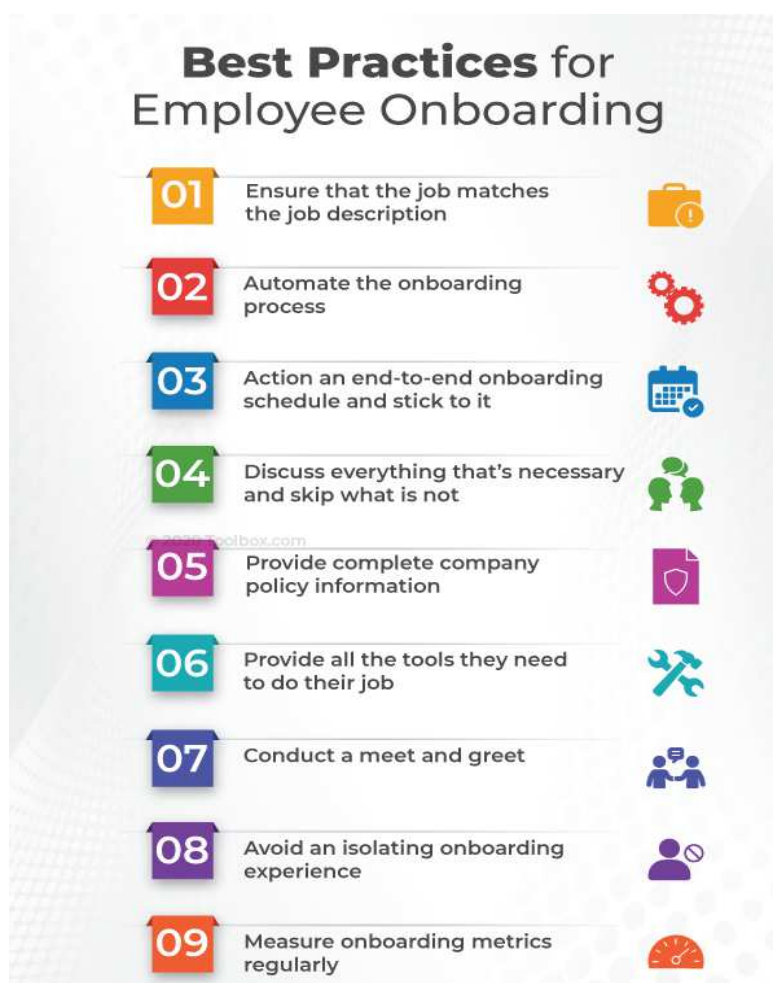 Best Practices for
Employee Onboarding
01
Ensure that the job matches
the job description
02
Automate the onboarding
process
03
Action an end-to-end onboarding
schedule and stick to it
04
Discuss everything that's necessary
and skip what is not
© 2020 Toolbox.com
05
Provide complete company
policy information
06
Provide all the tools they need
to do their job
07
Conduct a meet and greet
08
Avoid an isolating onboarding
experience
09
Measure onboarding metrics
regularly